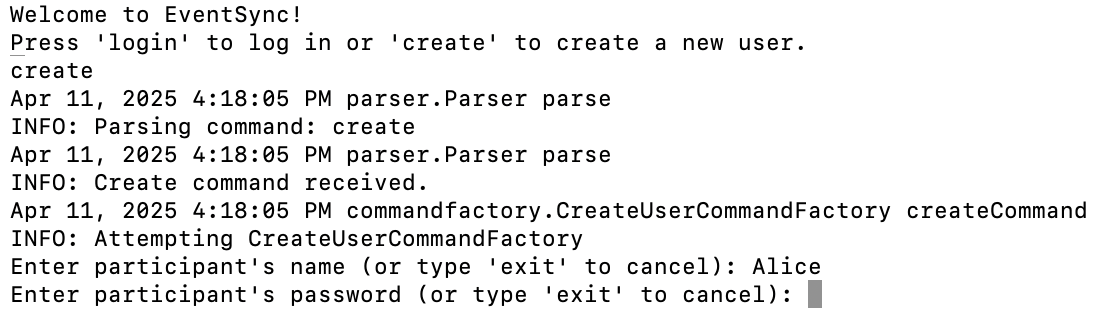 Welcome to EventSync!
Press 'login' to log in or 'create' to create a new user.
create
Apr 11, 2025 4:18:05 PM parser.Parser parse
INFO: Parsing command: create
Apr 11, 2025 4:18:05 PM parser.Parser parse
INFO: Create command received.
Apr 11, 2025 4:18:05 PM commandfactory.CreateUserCommandFactory createCommand
INFO: Attempting CreateUserCommandFactory
Enter participant's name (or type 'exit' to cancel): Alice
Enter participant's password (or type 'exit' to cancel):